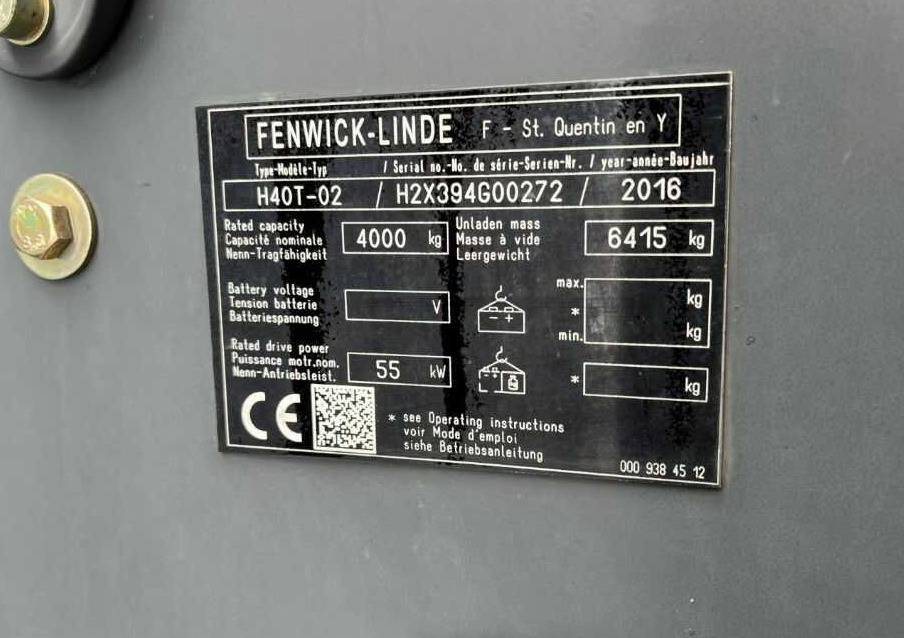 FENWICK-LINDE F - St. Quentin en Y
Type-Modèle-Typ / Serial no.-No. de série-Serien-Nr. / year-année-Baujahr
H40T-02 / H2X394G00272 / 2016
Rated capacity
Capacité nominale
Nenn-Tragfähigkeit
4000 kg
Unladen mass
Masse à vide
Leergewicht
6415 kg
Battery voltage
Tension batterie
Batteriespannung
V
- +
max. kg
*
min. kg
Rated drive power
Puissance motr.nom.
Nenn-Antriebsleist.
55 kW
* kg
CE
* see Operating instructions
voir Mode d'emploi
siehe Betriebsanleitung
000 938 45 12